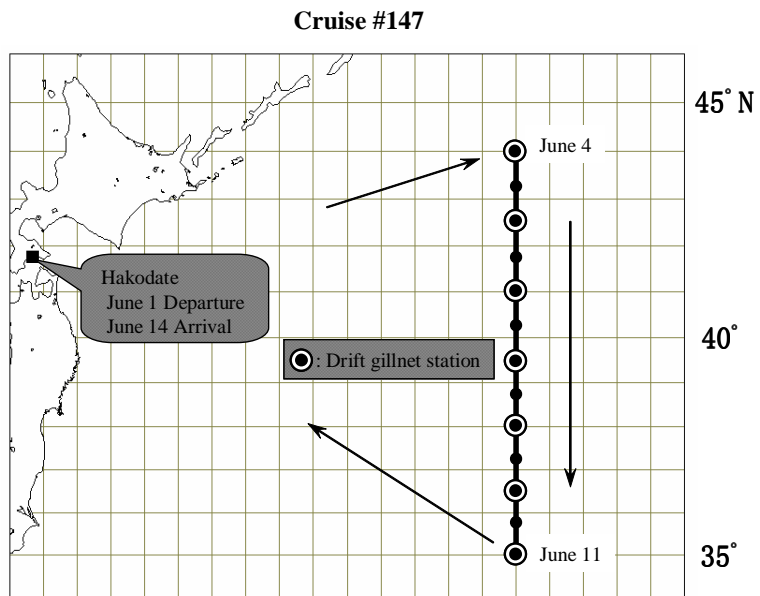 Cruise #147
45° N
June 4
Hakodate
June 1 Departure
June 14 Arrival
40°
: Drift gillnet station
June 11
35°